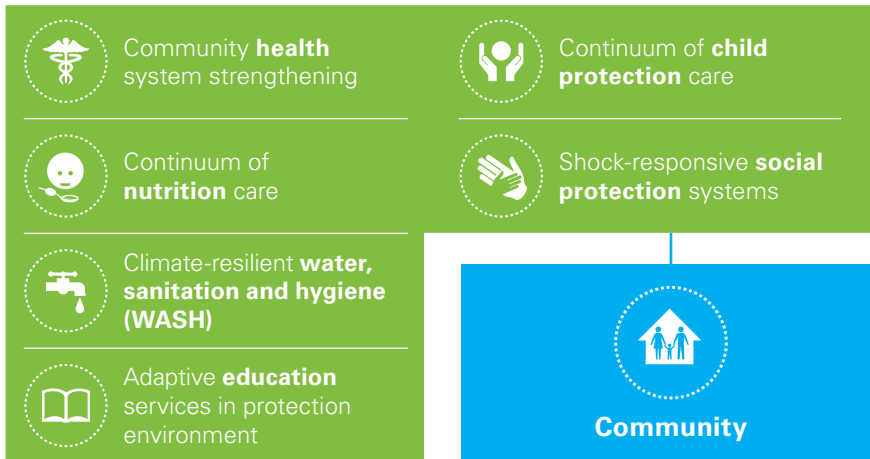 Community health
system strengthening
Continuum of
nutrition care
Climate-resilient water,
sanitation and hygiene
(WASH)
Adaptive education
services in protection
environment
Continuum of child
protection care
Shock-responsive social
protection systems
Community